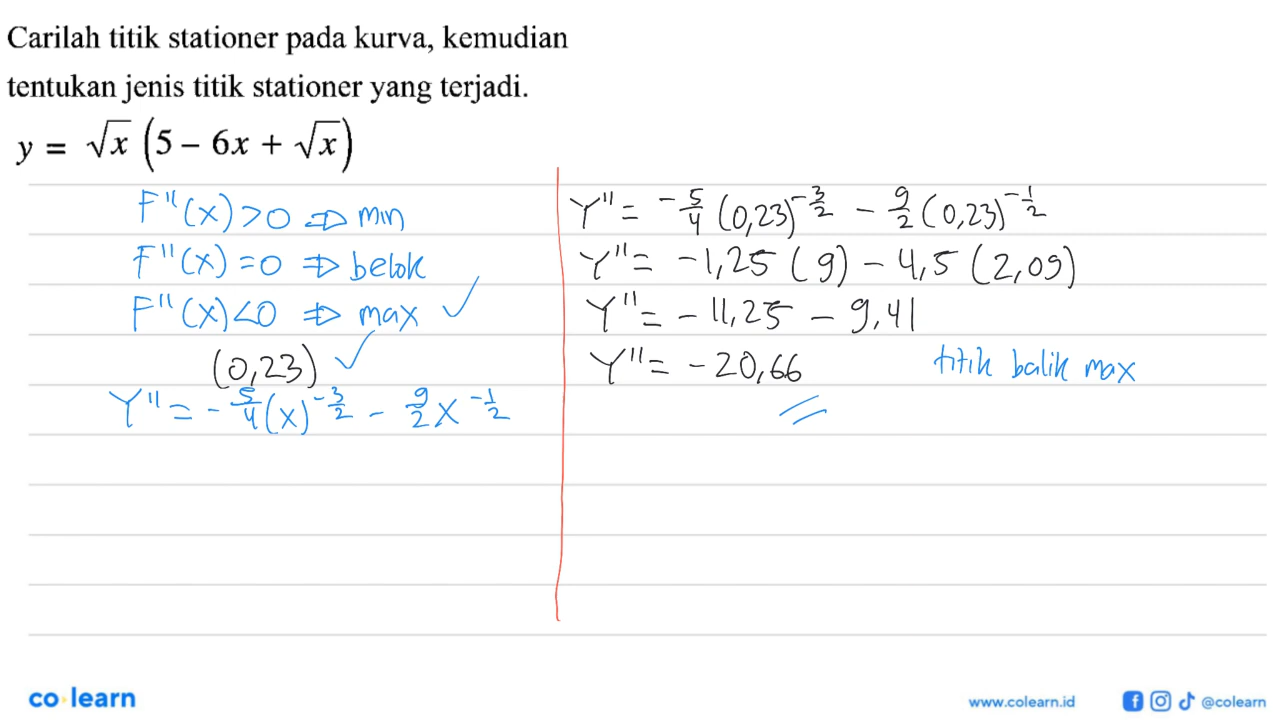 Carilah titik stationer pada kurva, kemudian
tentukan jenis titik stationer yang terjadi.
y = √x (5 – 6x + √x)
F''(x) >0 ⇒ min
F''(x) =0 ⇒ belok
F''(x) <0 ⇒ max ✓
(0,23) ✓
Y'' = - 5/4 (x)^-3/2 - 9/2 x^-1/2
Y'' = - 5/4 (0,23)^-3/2 - 9/2 (0,23)^-1/2
Y'' = -1,25 (9) - 4,5 (2,09)
Y'' = - 11,25 - 9,41
Y'' = - 20,66 titik balik max
co learn
www.colearn.id @colearn